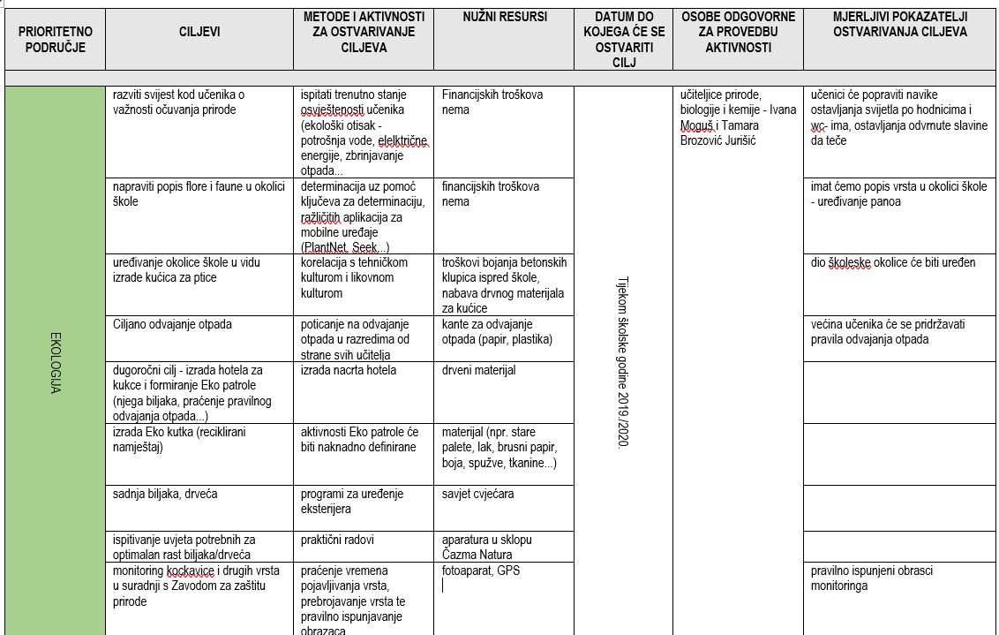 PRIORITETNO
PODRUČJE
CILJEVI
METODE I AKTIVNOSTI
ZA OSTVARIVANJE
CILJEVA
NUŽNI RESURSI
DATUM DO
KOJEGA ĆE SE
OSTVARITI
CILJ
OSOBE ODGOVORNE
ZA PROVEDBU
AKTIVNOSTI
MJERLJIVI POKAZATELJI
OSTVARIVANJA CILJEVA
EKOLOGIJA
razviti svijest kod učenika o
važnosti očuvanja prirode
ispitati trenutno stanje
osvještenosti učenika
(ekološki otisak -
potrošnja vode, elelktrične
energije, zbrinjavanje
otpada...
Financijskih troškova
nema
Tijekom školske godine 2019./2020.
učiteljice prirode,
biologije i kemije - Ivana
Moguš i Tamara
Brozović Jurišić
učenici će popraviti navike
ostavljanja svijetla po hodnicima i
wc- ima, ostavljanja odvrnute slavine
da teče
napraviti popis flore i faune u okolici
škole
determinacija uz pomoć
ključeva za determinaciju,
ražličitih aplikacija za
mobilne uređaje
(PlantNet, Seek...)
financijskih troškova
nema
imat ćemo popis vrsta u okolici škole
- uređivanje panoa
uređivanje okolice škole u vidu
izrade kućica za ptice
korelacija s tehničkom
kulturom i likovnom
kulturom
troškovi bojanja betonskih
klupica ispred škole,
nabava drvnog materijala
za kućice
dio školeske okolice će biti uređen
Ciljano odvajanje otpada
poticanje na odvajanje
otpada u razredima od
strane svih učitelja
kante za odvajanje
otpada (papir, plastika)
većina učenika će se pridržavati
pravila odvajanja otpada
dugoročni cilj - izrada hotela za
kukce i formiranje Eko patrole
(njega biljaka, praćenje pravilnog
odvajanja otpada...)
izrada nacrta hotela
drveni materijal
izrada Eko kutka (reciklirani
namještaj)
aktivnosti Eko patrole će
biti naknadno definirane
materijal (npr. stare
palete, lak, brusni papir,
boja, spužve, tkanine...)
sadnja biljaka, drveća
programi za uređenje
eksterijera
savjet cvjećara
ispitivanje uvjeta potrebnih za
optimalan rast biljaka/drveća
praktični radovi
aparatura u sklopu
Čazma Natura
monitoring kockavice i drugih vrsta
u suradnji s Zavodom za zaštitu
prirode
praćenje vremena
pojavljivanja vrsta,
prebrojavanje vrsta te
pravilno ispunjavanje
obrazaca
fotoaparat, GPS
pravilno ispunjeni obrasci
monitoringa